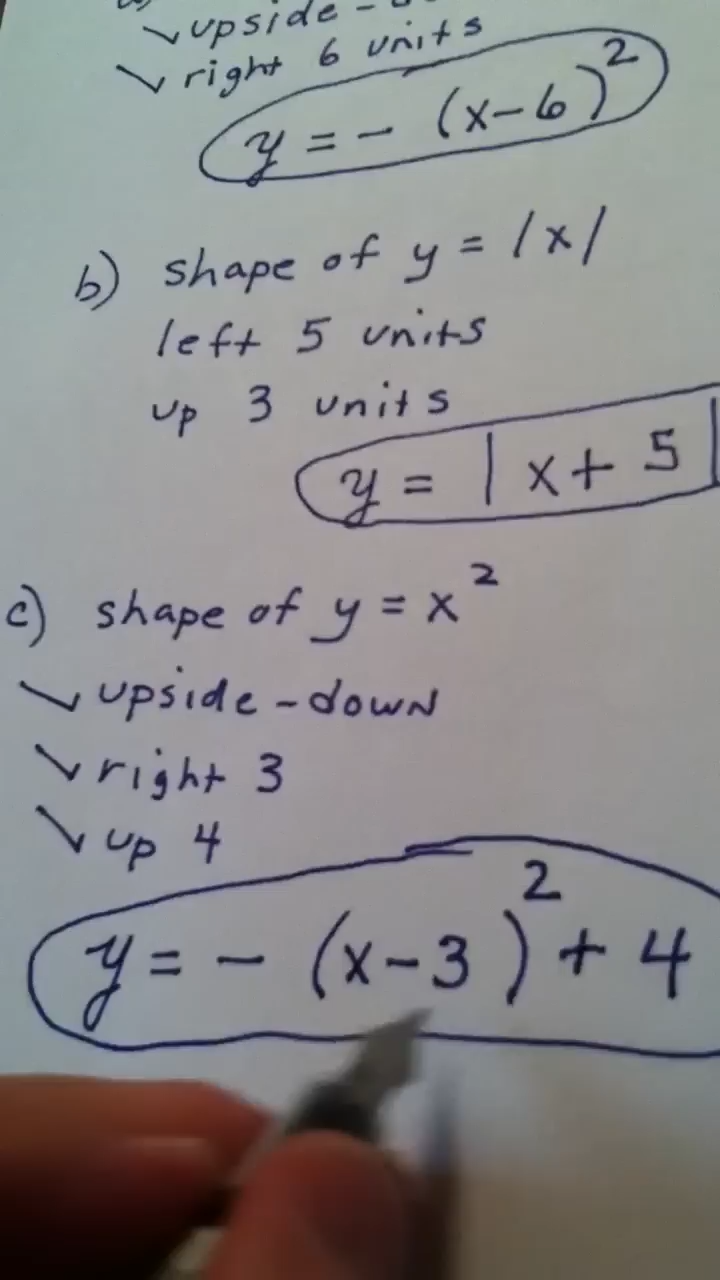 upside -
right 6 units
y = - (x-6)²
b) shape of y = |x|
left 5 units
up 3 units
y = | x + 5 |
c) shape of y = x²
upside-down
right 3
up 4
y = - (x-3)² + 4